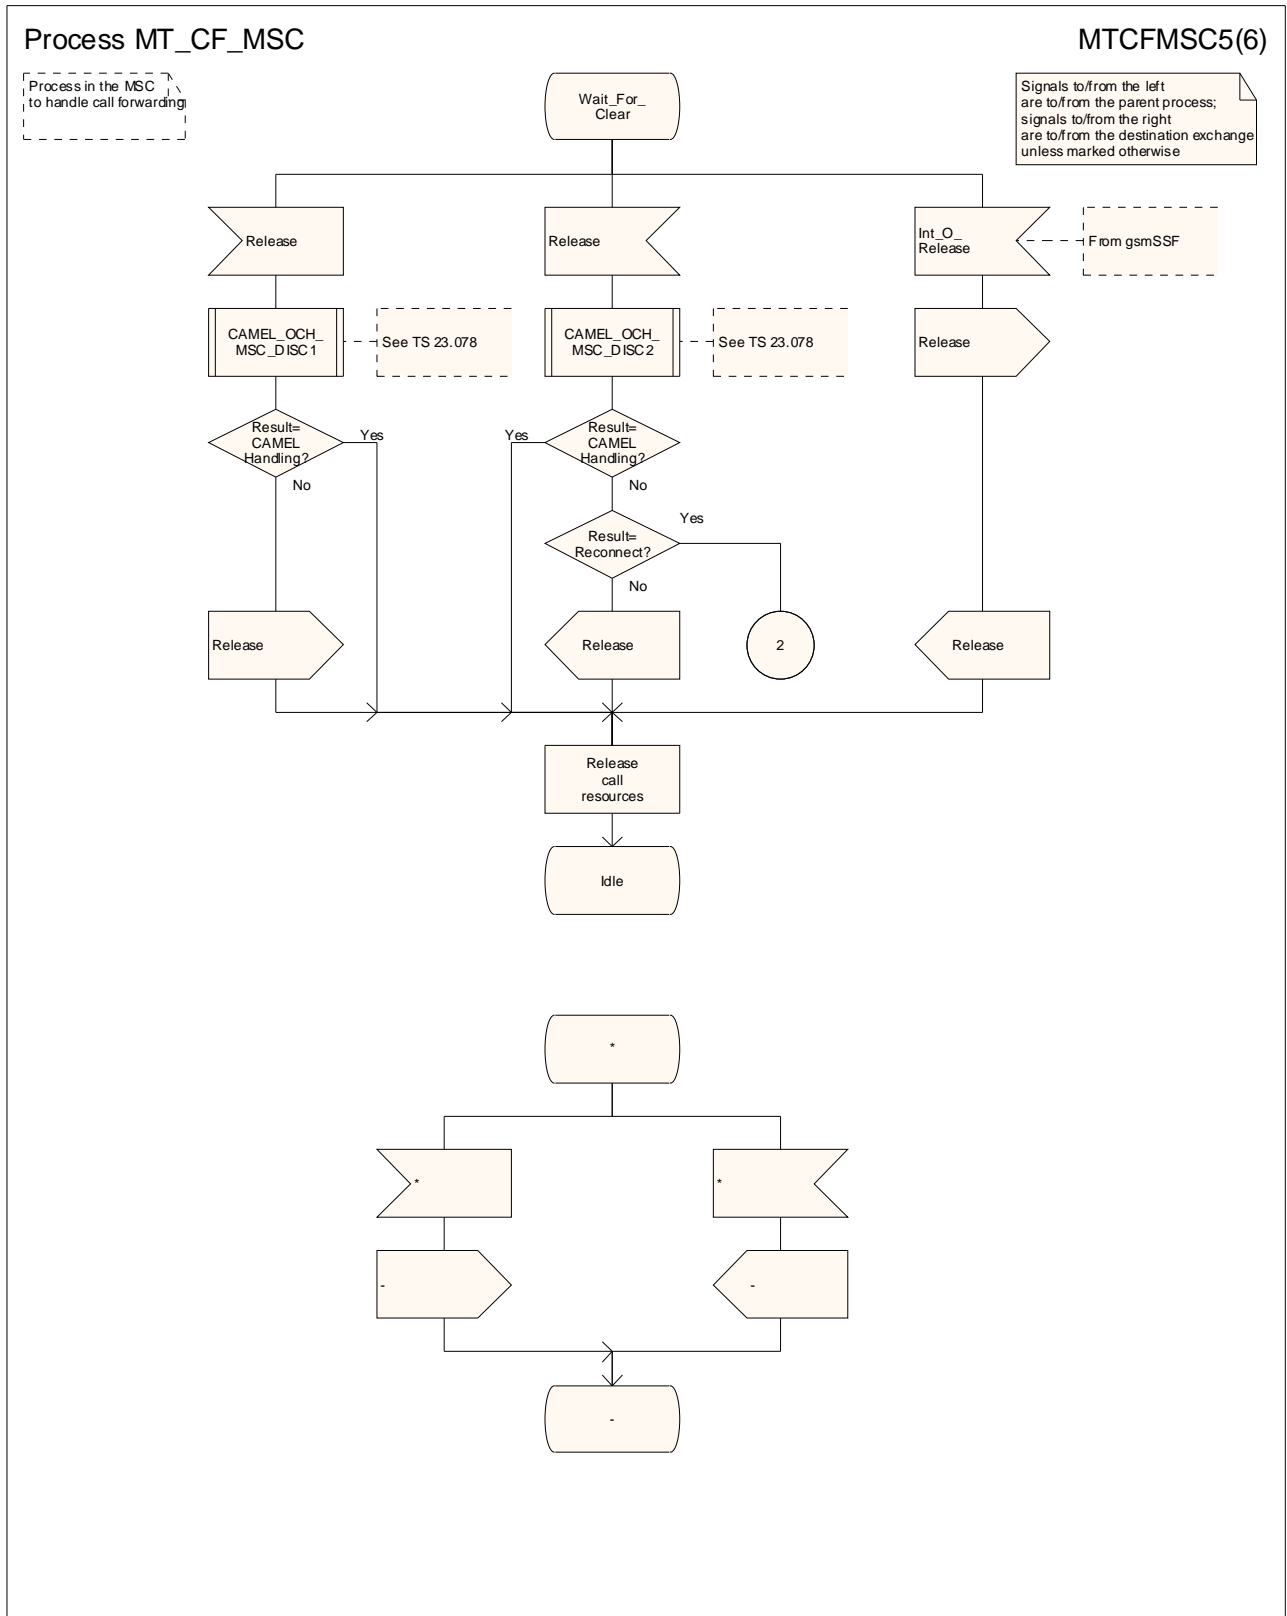 Process MT_CF_MSC
MTCFMSC5(6)
Process in the MSC
to handle call forwarding
Signals to/from the left
are to/from the parent process;
signals to/from the right
are to/from the destination exchange
unless marked otherwise
Wait_For_
Clear
Release
Release
Int_O_
Release
From gsmSSF
CAMEL_OCH_
MSC_DISC1
See TS 23.078
CAMEL_OCH_
MSC_DISC2
See TS 23.078
Release
Result=
CAMEL
Handling?
Yes
No
Yes
Result=
CAMEL
Handling?
No
Result=
Reconnect?
Yes
No
Release
Release
2
Release
Release
call
resources
Idle
*
*
*
-
-
-